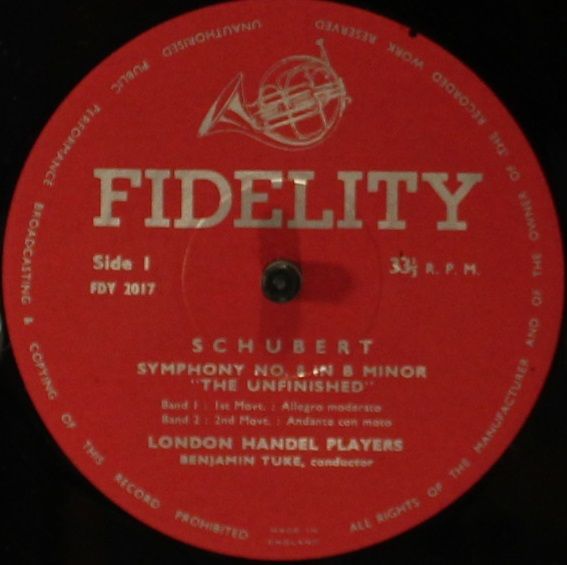 FIDELITY
Side 1
33⅓ R. P. M.
FDY 2017
SCHUBERT
SYMPHONY NO. 8 IN B MINOR
"THE UNFINISHED"
Band 1 : 1st Movt. : Allegro moderato
Band 2 : 2nd Movt. : Andante con moto
LONDON HANDEL PLAYERS
BENJAMIN TUKE, conductor
MADE IN
ENGLAND
ALL RIGHTS OF THE MANUFACTURER AND OF THE OWNER OF THE RECORDED WORK RESERVED
UNAUTHORISED PUBLIC PERFORMANCE BROADCASTING & COPYING OF THIS RECORD PROHIBITED